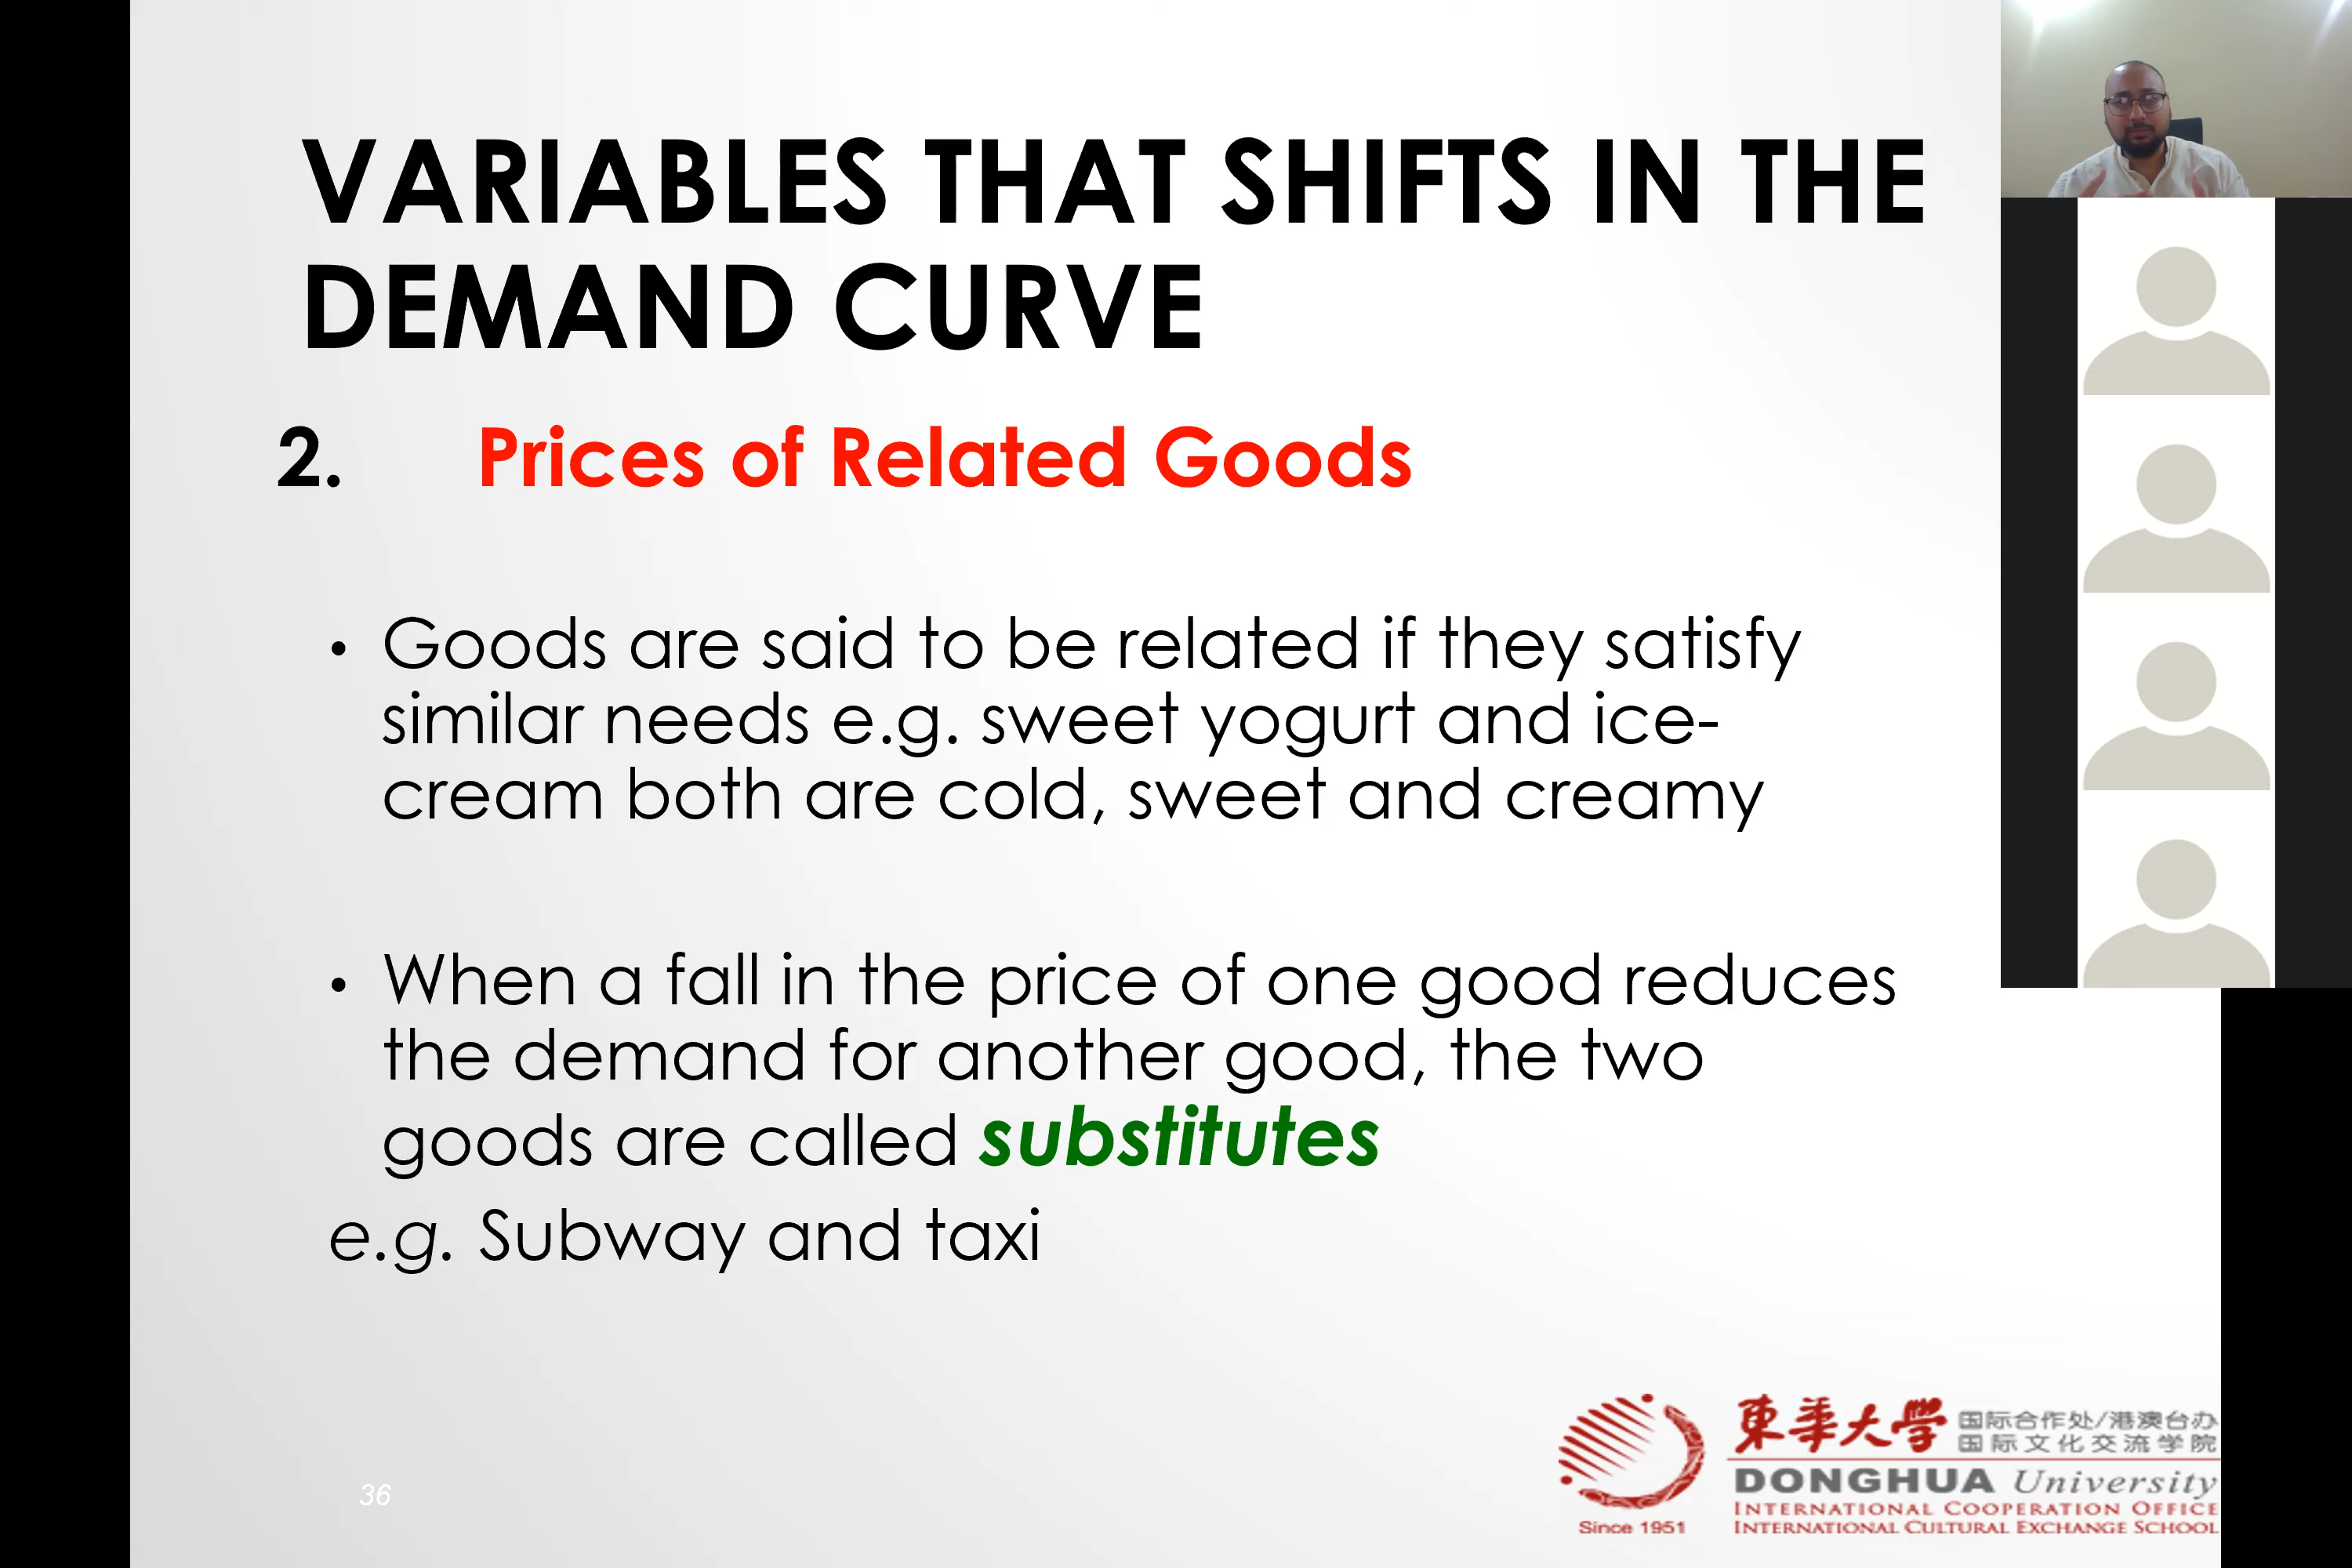 VARIABLES THAT SHIFTS IN THE
DEMAND CURVE
2. Prices of Related Goods
• Goods are said to be related if they satisfy
similar needs e.g. sweet yogurt and ice-
cream both are cold, sweet and creamy
• When a fall in the price of one good reduces
the demand for another good, the two
goods are called substitutes
e.g. Subway and taxi
36
Since 1951
東華大學
国际合作处/港澳台办
国际文化交流学院
DONGHUA University
INTERNATIONAL COOPERATION OFFICE
INTERNATIONAL CULTURAL EXCHANGE SCHOOL